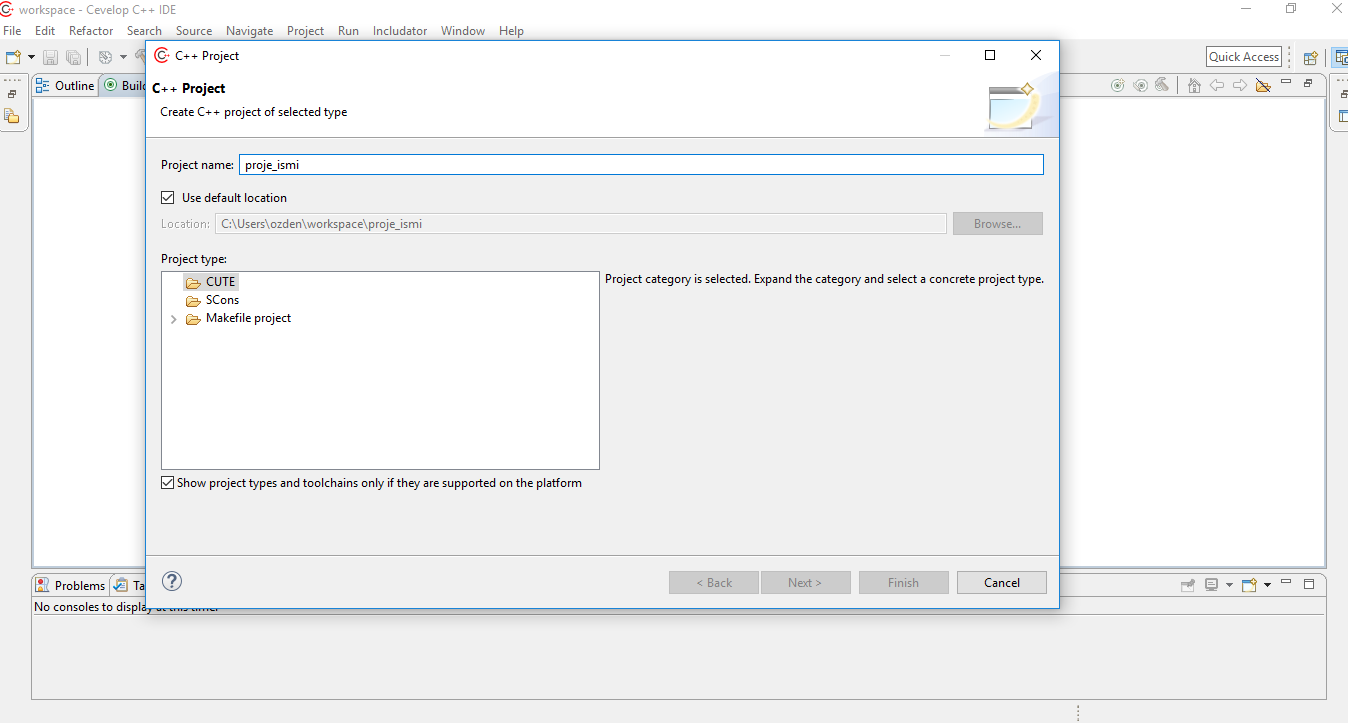 workspace - Cevelop C++ IDE
File Edit Refactor Search Source Navigate Project Run Includator Window Help
Quick Access
Outline
C++ Project
C++ Project
Create C++ project of selected type
Project name: proje_ismi
Use default location
Location: C:\Users\ozden\workspace\proje_ismi Browse...
Project type:
CUTE
Project category is selected. Expand the category and select a concrete project type.
SCons
Makefile project
Show project types and toolchains only if they are supported on the platform
? < Back Next > Finish Cancel
Problems
No consoles to display at this time.